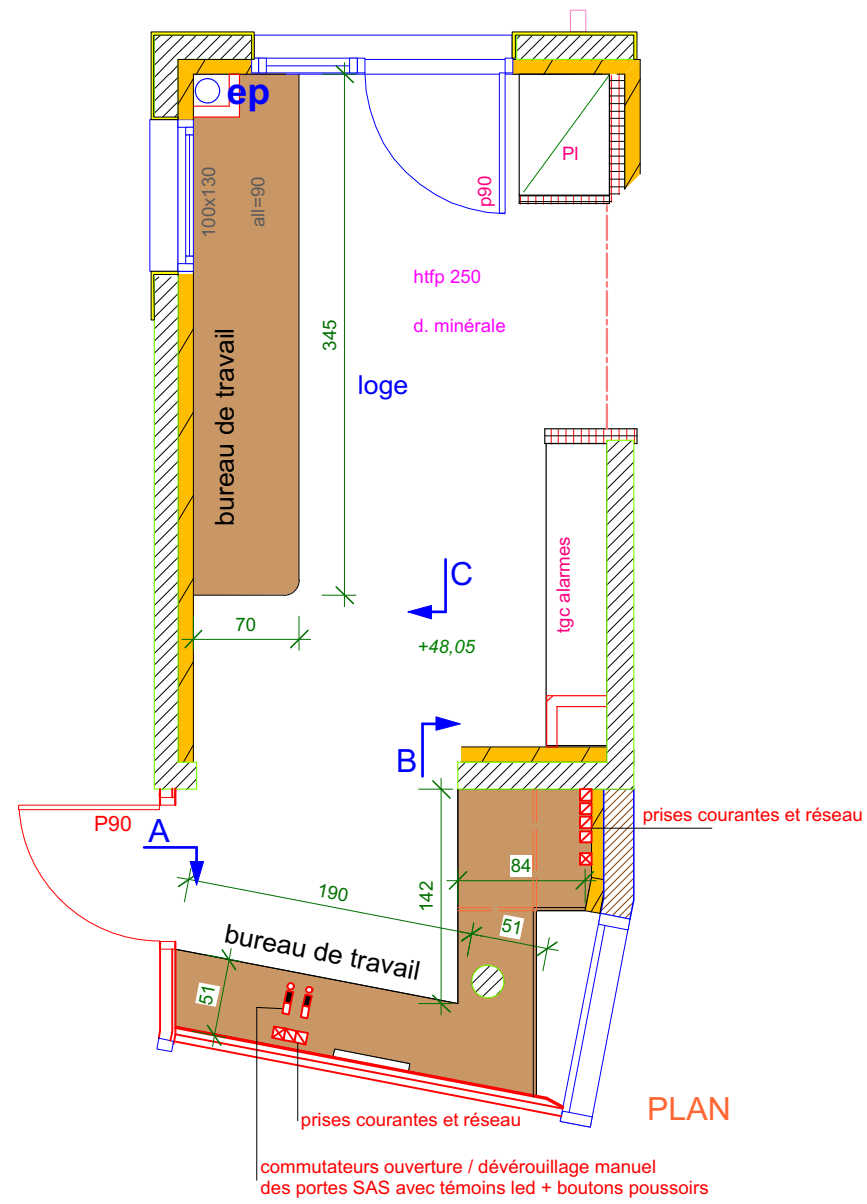 ep
PI
100x130
all=90
p90
htfp 250
d. minérale
345
loge
bureau de travail
C
tgc alarmes
70
+48,05
B
P90
A
prises courantes et réseau
84
142
190
51
bureau de travail
51
PLAN
prises courantes et réseau
commutateurs ouverture / dévérouillage manuel
des portes SAS avec témoins led + boutons poussoirs